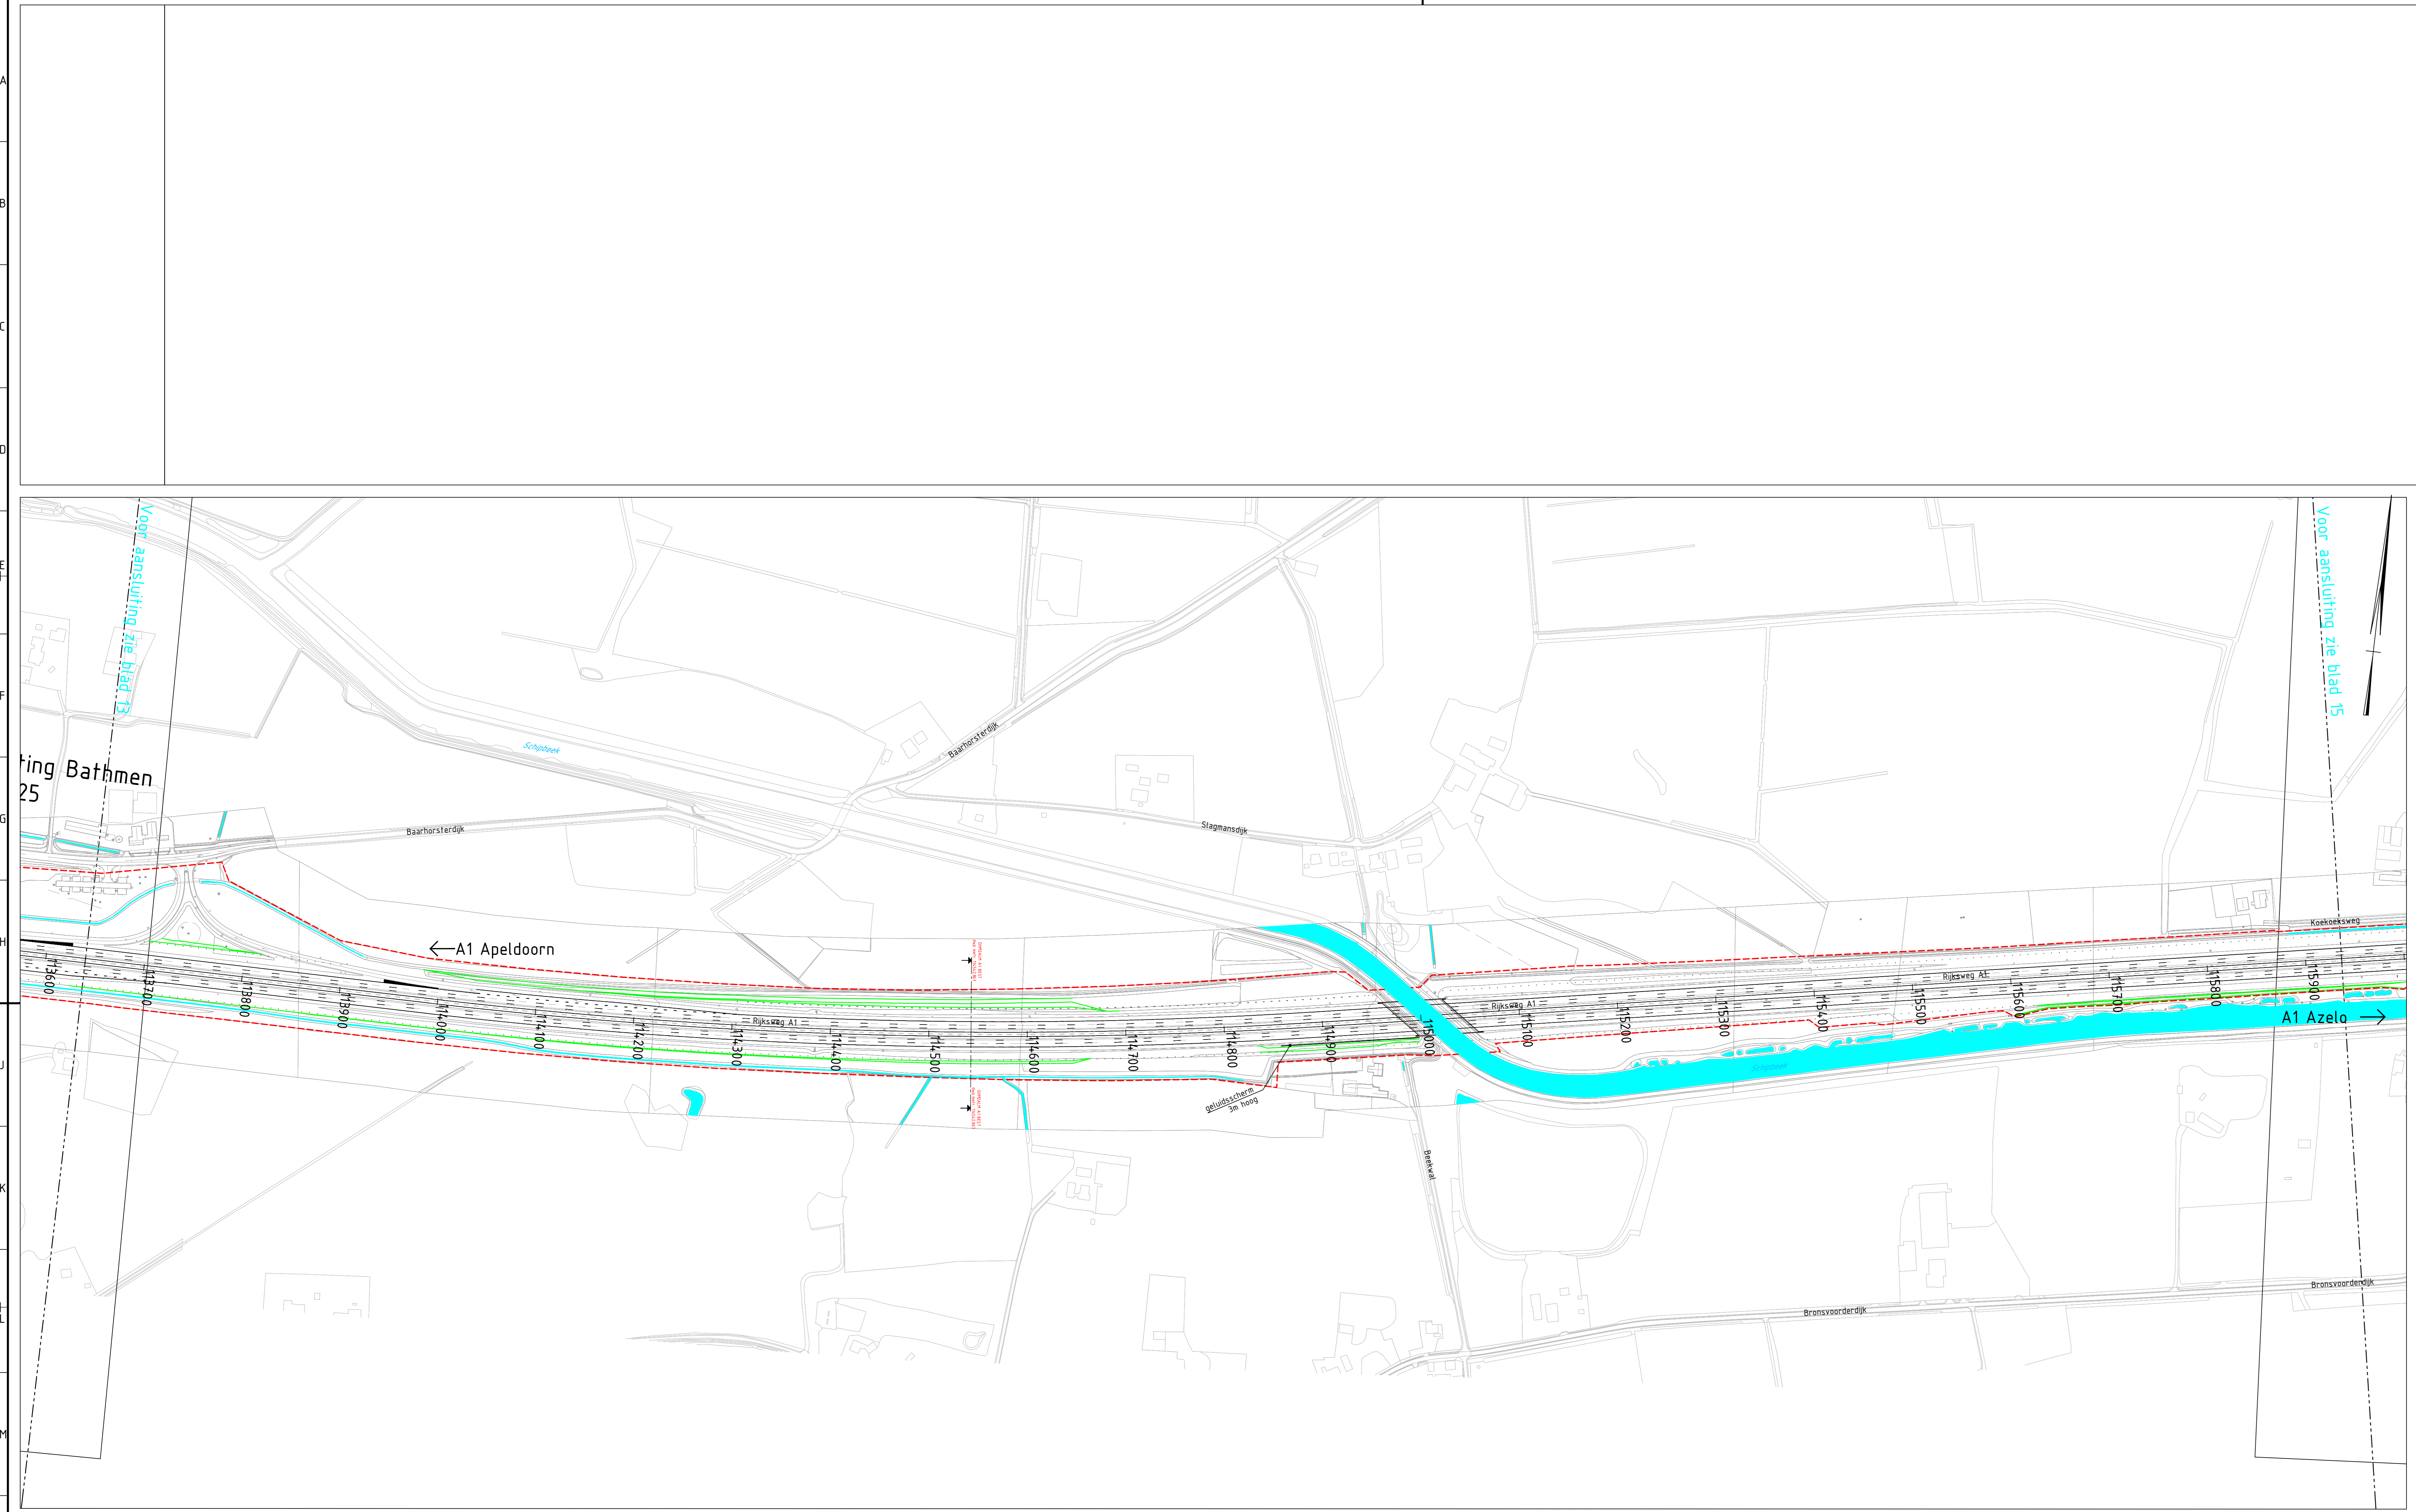 A
B
C
D
E
F
G
H
J
K
L
M
Voor aansluiting zie blad 13
Voor aansluiting zie blad 15
ting Bathmen
25
Schipbeek
Baarhorsterdijk
Baarhorsterdijk
Slagmansdijk
Koekoeksweg
A1 Apeldoorn
A1 Azelo
Rijksweg A1
Rijksweg A1
Rijksweg A1
113600
113700
113800
113900
114000
114100
114200
114300
114400
114500
114600
114700
114800
114900
115000
115100
115200
115300
115400
115500
115600
115700
115800
115900
geluidsscherm
3m hoog
Schipbeek
Beekwal
Bronsvoorderdijk
Bronsvoorderdijk